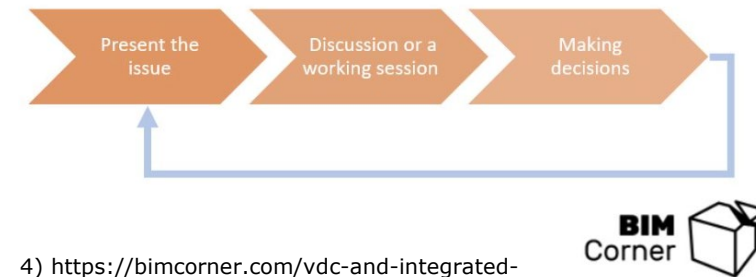 Present the
issue
Discussion or a
working session
Making
decisions
BIM
Corner
4) https://bimcorner.com/vdc-and-integrated-